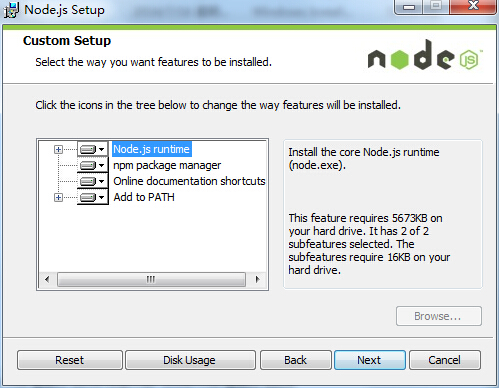 Node.js Setup
Custom Setup
Select the way you want features to be installed.
node
JS
Click the icons in the tree below to change the way features will be installed.
Node.js runtime
npm package manager
Online documentation shortcuts
Add to PATH
Install the core Node.js runtime
(node.exe).
This feature requires 5673KB on
your hard drive. It has 2 of 2
subfeatures selected. The
subfeatures require 16KB on your
hard drive.
Browse...
Reset
Disk Usage
Back
Next
Cancel